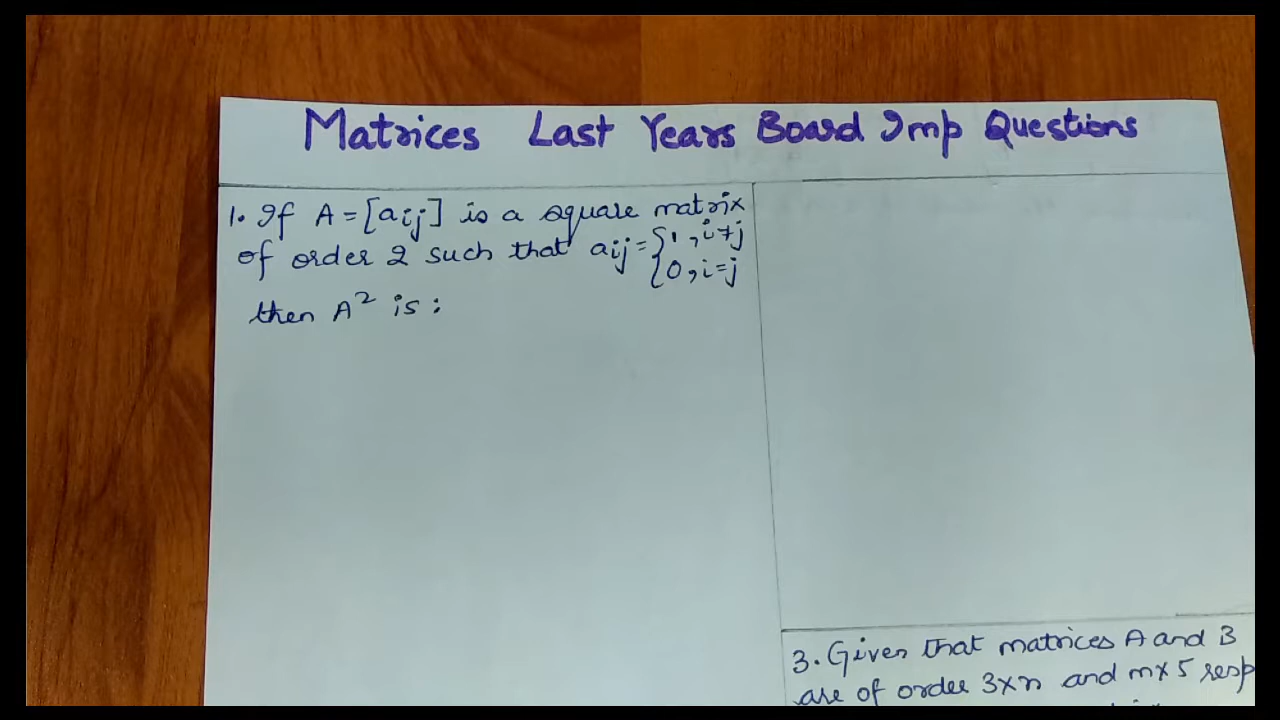 Matrices Last Years Board Imp Questions
1. If A = [aij] is a square matrix
of order 2 such that aij = {1, i≠j
{0, i=j
then A² is :
3. Given that matrices A and B
are of order 3×n and m×5 resp